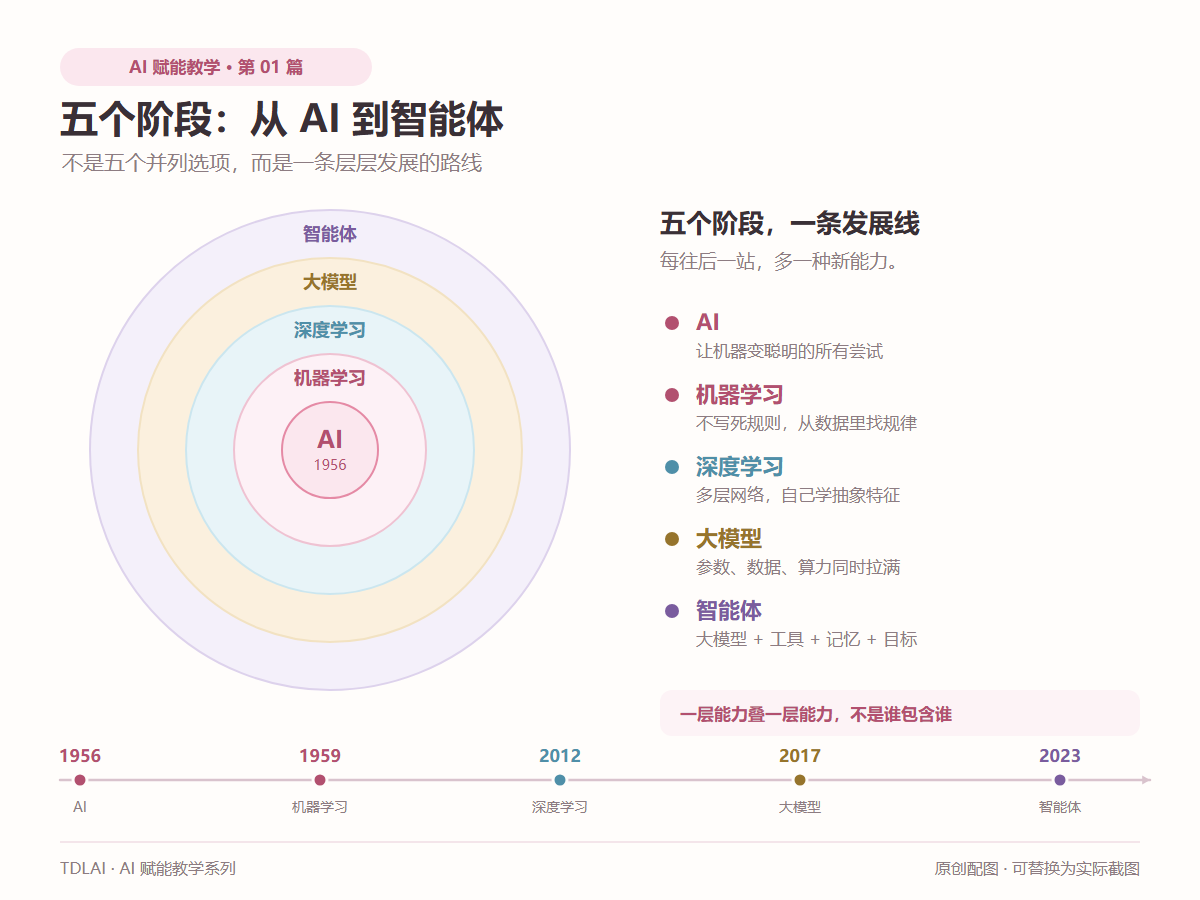 AI 赋能教学 • 第 01 篇
五个阶段：从 AI 到智能体
不是五个并列选项，而是一条层层发展的路线
智能体
大模型
深度学习
机器学习
AI
1956
五个阶段，一条发展线
每往后一站，多一种新能力。
AI
让机器变聪明的所有尝试
机器学习
不写死规则，从数据里找规律
深度学习
多层网络，自己学抽象特征
大模型
参数、数据、算力同时拉满
智能体
大模型 + 工具 + 记忆 + 目标
一层能力叠一层能力，不是谁包含谁
1956
1959
2012
2017
2023
AI
机器学习
深度学习
大模型
智能体
TDLAI · AI 赋能教学系列
原创配图 · 可替换为实际截图